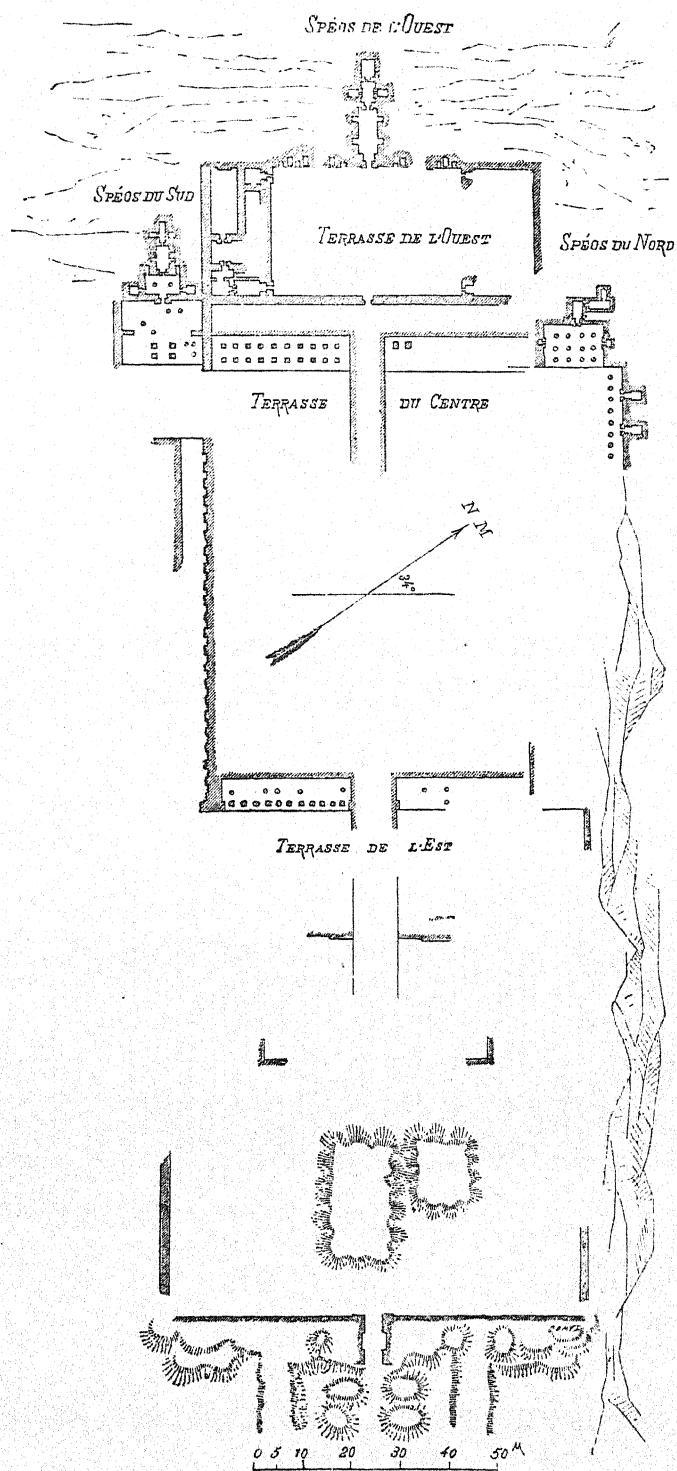 SPÉOS DE L'OUEST
SPÉOS DU SUD
TERRASSE DE L'OUEST
SPÉOS DU NORD
TERRASSE DU CENTRE
N M
34°
TERRASSE DE L'EST
0 5 10 20 30 40 50 M